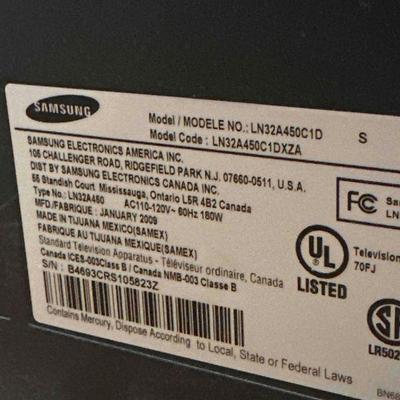 SAMSUNG
Model / MODELE NO.: LN32A450C1D S
Model Code : LN32A450C1DXZA
SAMSUNG ELECTRONICS AMERICA INC.
105 CHALLENGER ROAD, RIDGEFIELD PARK N.J. 07660-0511, U.S.A.
DIST BY SAMSUNG ELECTRONICS CANADA INC.
55 Standish Court Mississauga, Ontario L5R 4B2 Canada
Type No.: LN32A450 AC110-120V~ 60Hz 180W
MFD./FABRIQUE : JANUARY 2009
MADE IN TIJUANA MEXICO(SAMEX)
FABRIQUE AU TIJUANA MEXIQUE(SAMEX)
Standard Television Apparatus - Téléviseur ordinaire, Canada
Canada ICES-003Class B / Canada NMB-003 Classe B
S/N : B4693CRS105823Z
Contains Mercury, Dispose According to Local, State or Federal Laws
FC Sa
LN
UL
LISTED
Television
70FJ
LR502
BN68